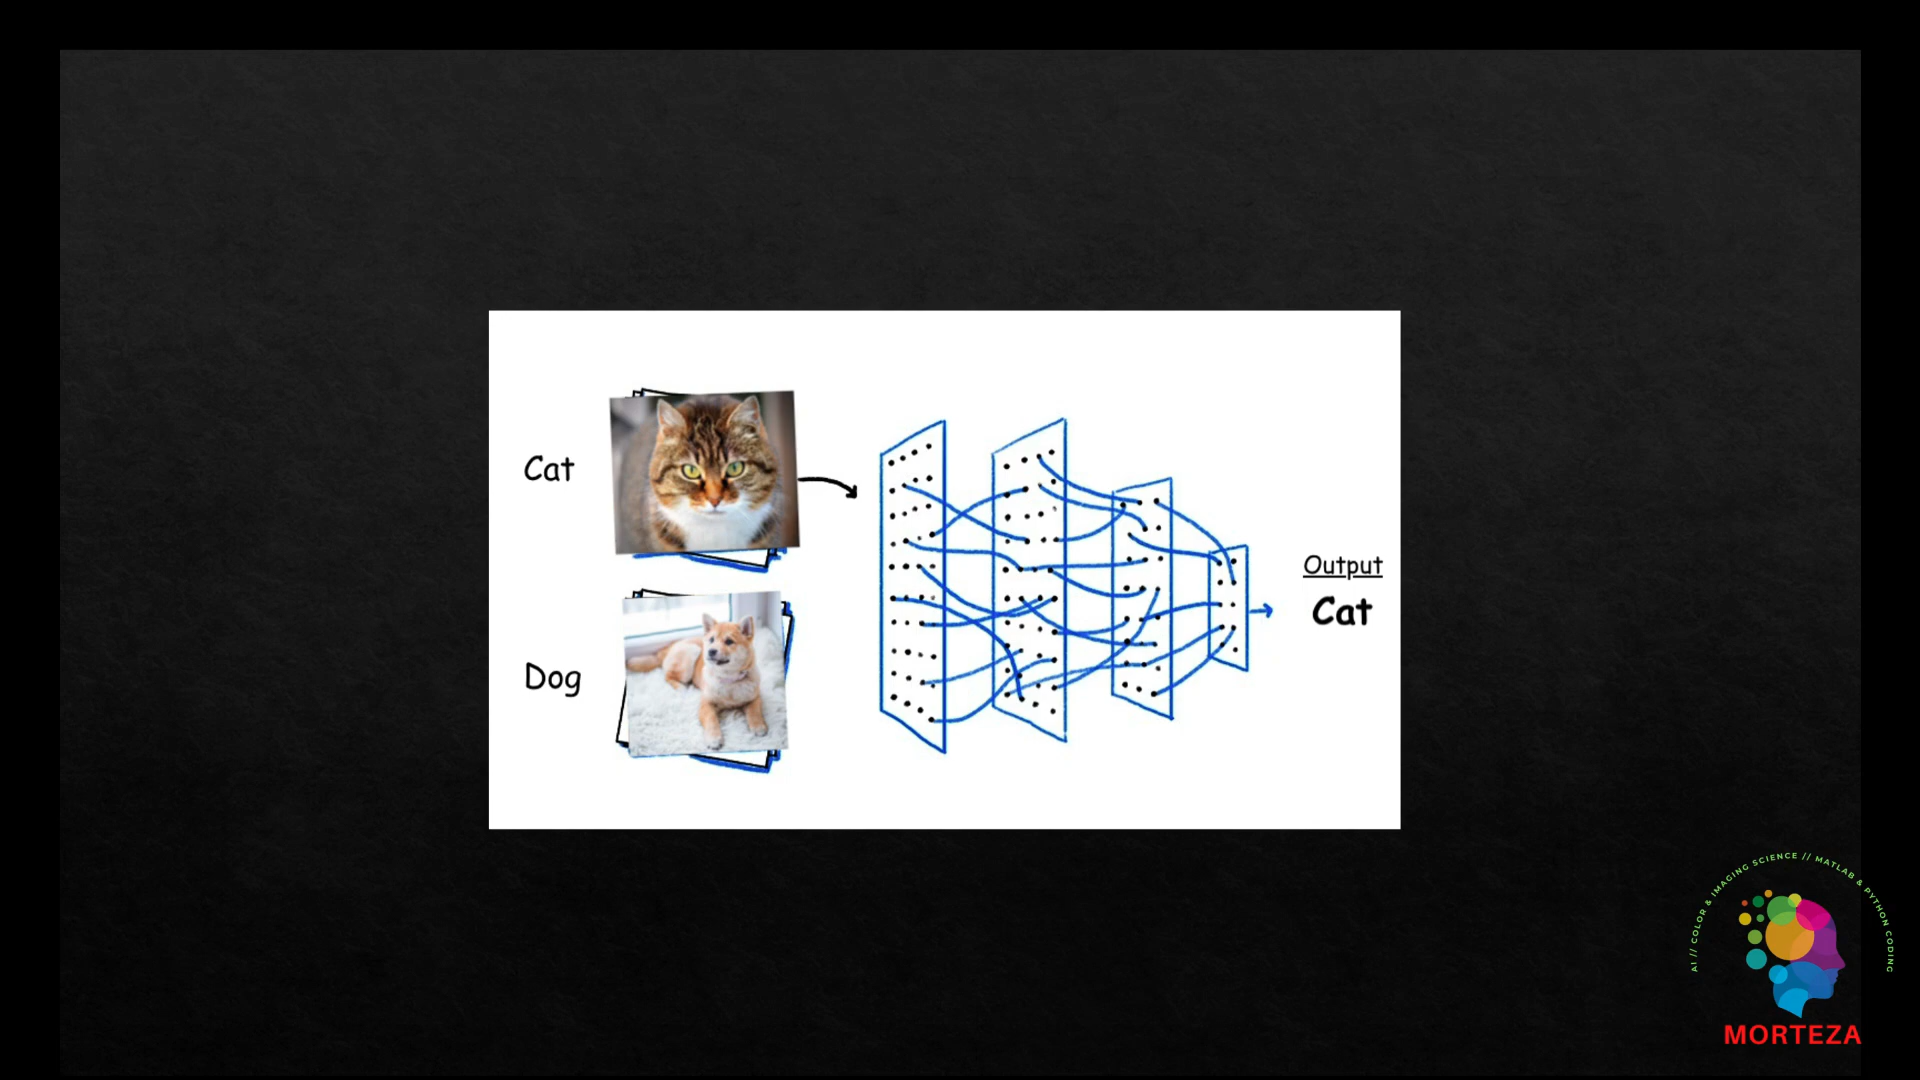 Cat
Dog
Output
Cat
AI // COLOR & IMAGING SCIENCE // MATLAB & PYTHON CODING
MORTEZA